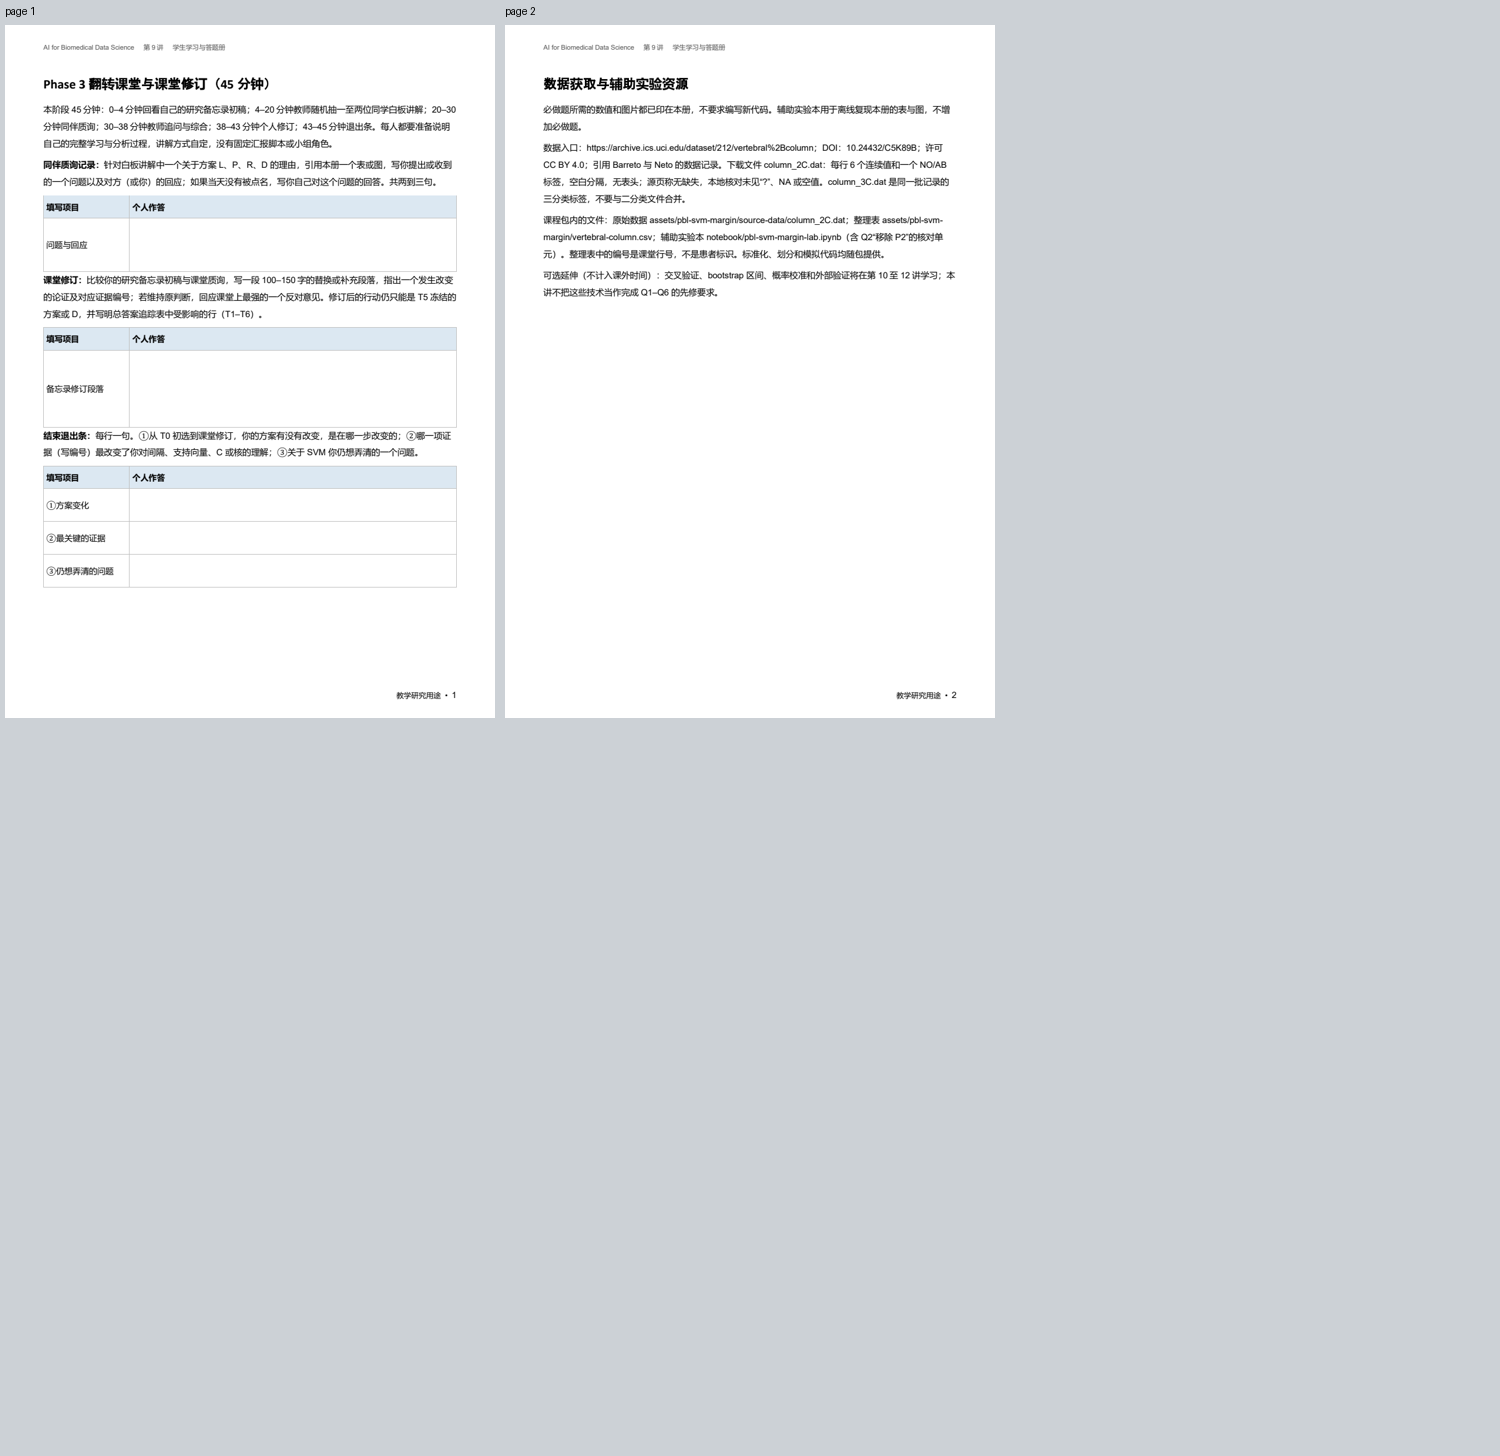 page 1
AI for Biomedical Data Science 第 9 讲 学生学习与答题册
Phase 3 翻转课堂与课堂修订（45 分钟）
本阶段 45 分钟：0–4 分钟回看自己的研究备忘录初稿；4–20 分钟教师随机抽一至两位同学白板讲解；20–30
分钟同伴质询；30–38 分钟教师追问与综合；38–43 分钟个人修订；43–45 分钟退出条。每人都要准备说明
自己的完整学习与分析过程，讲解方式自定，没有固定汇报脚本或小组角色。
同伴质询记录：针对白板讲解中一个关于方案 L、P、R、D 的理由，引用本册一个表或图，写你提出或收到
的一个问题以及对方（或你）的回应；如果当天没有被点名，写你自己对这个问题的回答。共两到三句。
填写项目 个人作答
问题与回应
课堂修订：比较你的研究备忘录初稿与课堂质询，写一段 100–150 字的替换或补充段落，指出一个发生改变
的论证及对应证据编号；若维持原判断，回应课堂上最强的一个反对意见。修订后的行动仍只能是 T5 冻结的
方案或 D，并写明总答案追踪表中受影响的行（T1–T6）。
填写项目 个人作答
备忘录修订段落
结束退出条：每行一句。①从 T0 初选到课堂修订，你的方案有没有改变，是在哪一步改变的；②哪一项证
据（写编号）最改变了你对间隔、支持向量、C 或核的理解；③关于 SVM 你仍想弄清的一个问题。
填写项目 个人作答
①方案变化
②最关键的证据
③仍想弄清的问题
教学研究用途 • 1
page 2
AI for Biomedical Data Science 第 9 讲 学生学习与答题册
数据获取与辅助实验资源
必做题所需的数值和图片都已印在本册，不要求编写新代码。辅助实验本用于离线复现本册的表与图，不增
加必做题。
数据入口：https://archive.ics.uci.edu/dataset/212/vertebral%2Bcolumn；DOI：10.24432/C5K89B；许可
CC BY 4.0；引用 Barreto 与 Neto 的数据记录。下载文件 column_2C.dat：每行 6 个连续值和一个 NO/AB
标签，空白分隔，无表头；源页称无缺失，本地核对未见“?”、NA 或空值。column_3C.dat 是同一批记录的
三分类标签，不要与二分类文件合并。
课程包内的文件：原始数据 assets/pbl-svm-margin/source-data/column_2C.dat；整理表 assets/pbl-svm-
margin/vertebral-column.csv；辅助实验本 notebook/pbl-svm-margin-lab.ipynb（含 Q2“移除 P2”的核对单
元）。整理表中的编号是课堂行号，不是患者标识。标准化、划分和模拟代码均随包提供。
可选延伸（不计入课外时间）：交叉验证、bootstrap 区间、概率校准和外部验证将在第 10 至 12 讲学习；本
讲不把这些技术当作完成 Q1–Q6 的先修要求。
教学研究用途 • 2